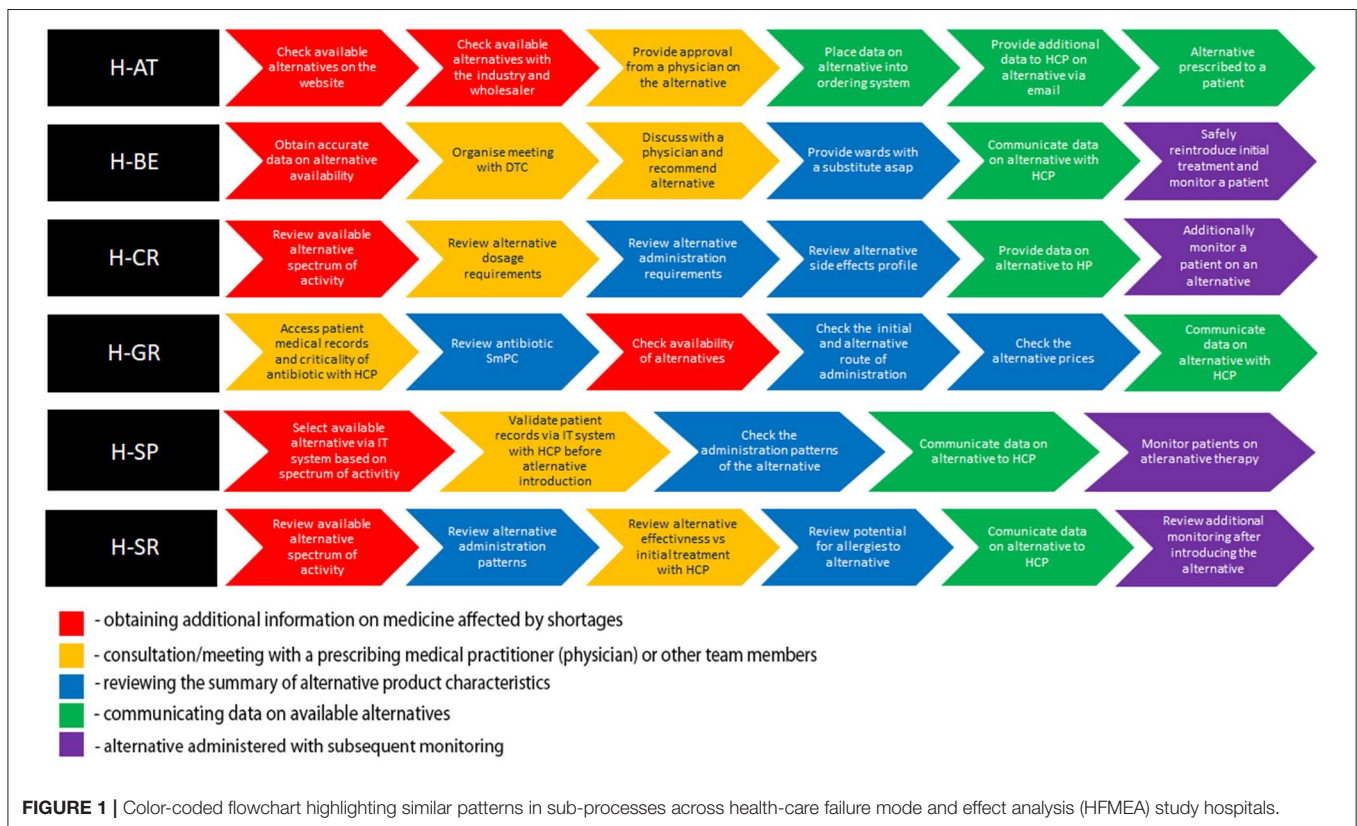 H-AT
Check available
alternatives on the
website
Check available
alternatives with
the industry and
wholesaler
Provide approval
from a physician on
the alternative
Place data on
alternative into
ordering system
Provide additional
data to HCP on
alternative via
email
Alternative
prescribed to a
patient
H-BE
Obtain accurate
data on alternative
availability
Organise meeting
with DTC
Discuss with a
physician and
recommend
alternative
Provide wards with
a substitute asap
Communicate data
on alternative with
HCP
Safely
reintroduce initial
treatment and
monitor a patient
H-CR
Review available
alternative
spectrum of
activity
Review alternative
dosage
requirements
Review alternative
administration
requirements
Review alternative
side effects profile
Provide data on
alternative to HP
Additionally
monitor a
patient on an
alternative
H-GR
Access patient
medical records
and criticality of
antibiotic with HCP
Review antibiotic
SmPC
Check availability
of alternatives
Check the initial
and alternative
route of
administration
Check the
alternative prices
Communicate
data on
alternative with
HCP
H-SP
Select available
alternative via IT
system based on
spectrum of activitiy
Validate patient
records via IT system
with HCP before
atlernative
introduction
Check the
administration patterns
of the alternative
Communicate data on
alternative to HCP
Monitor patients on
atleranative therapy
H-SR
Review available
alternative
spectrum of
activity
Review alternative
administration
patterns
Review alternative
effectivness vs
initial treatment
with HCP
Review potential
for allergies to
alternative
Comunicate data
on alternative to
HCP
Review additional
monitoring after
introducing the
alternative
- obtaining additional information on medicine affected by shortages
- consultation/meeting with a prescribing medical practitioner (physician) or other team members
- reviewing the summary of alternative product characteristics
- communicating data on available alternatives
- alternative administered with subsequent monitoring
FIGURE 1 | Color-coded flowchart highlighting similar patterns in sub-processes across health-care failure mode and effect analysis (HFMEA) study hospitals.